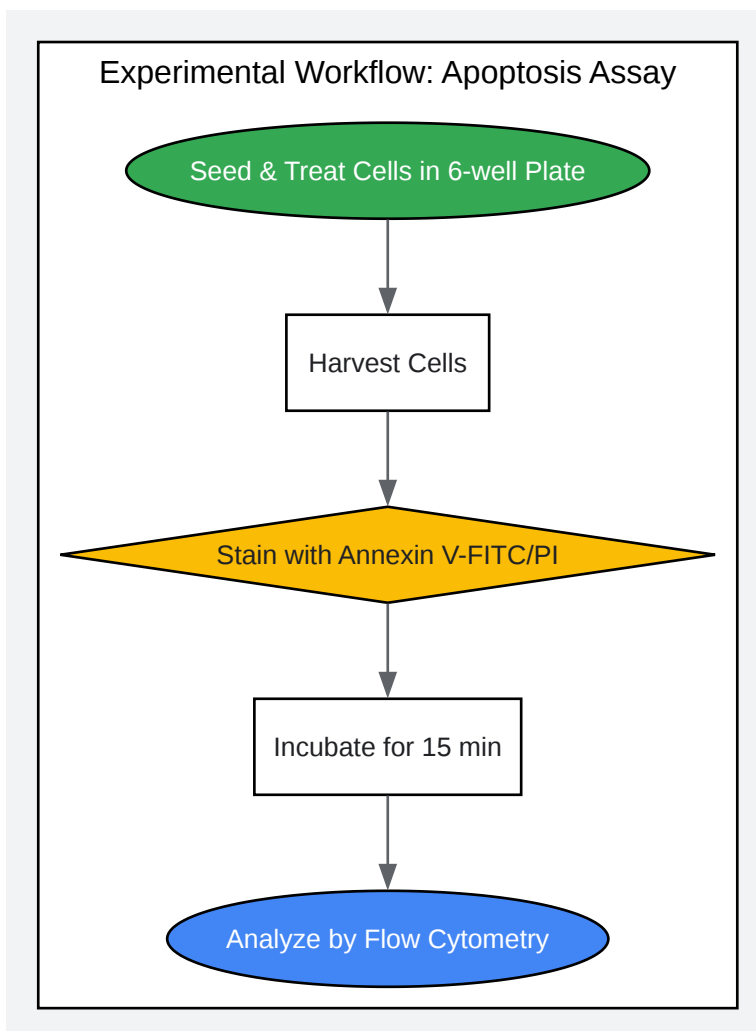 Experimental Workflow: Apoptosis Assay
Seed & Treat Cells in 6-well Plate
Harvest Cells
Stain with Annexin V-FITC/PI
Incubate for 15 min
Analyze by Flow Cytometry